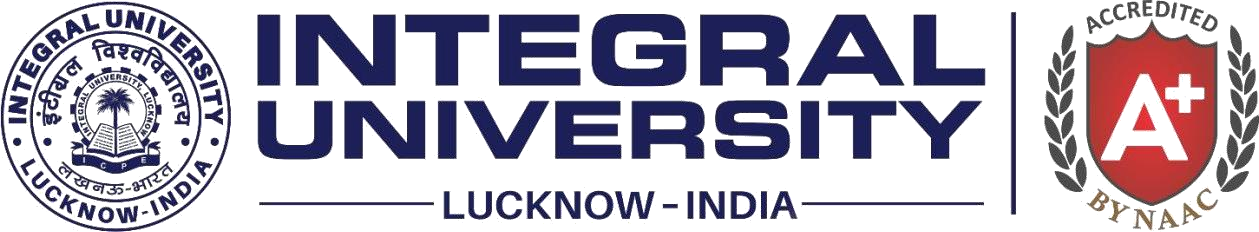 INTEGRAL UNIVERSITY
इंटीग्रल विश्वविद्यालय
INTEGRAL UNIVERSITY, LUCKNOW
I C P E
लखनऊ-भारत
LUCKNOW-INDIA
INTEGRAL
UNIVERSITY
LUCKNOW-INDIA
ACCREDITED
A+
BY NAAC